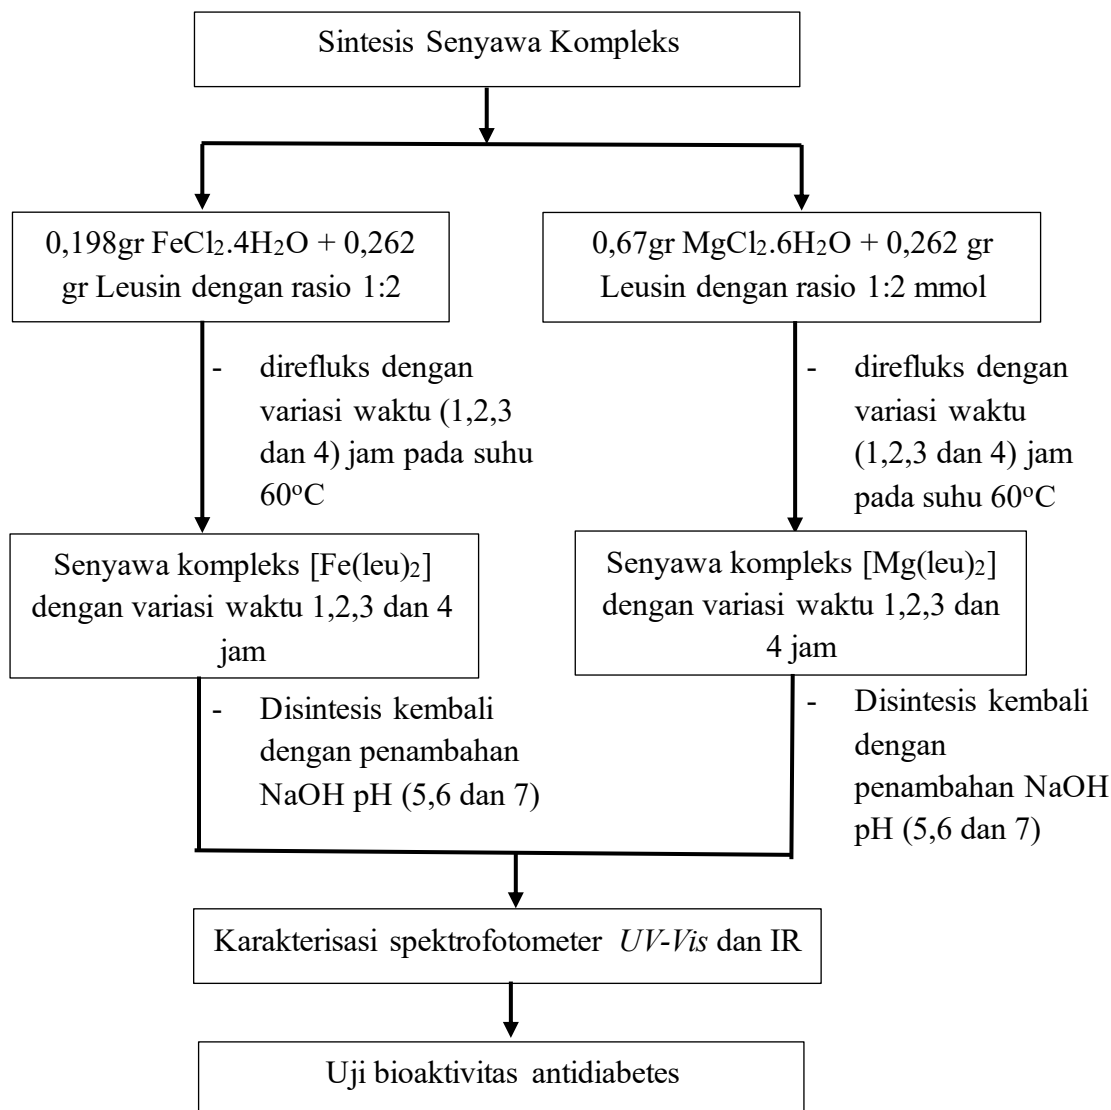 Sintesis Senyawa Kompleks
0,198gr FeCl₂.4H₂O + 0,262
gr Leusin dengan rasio 1:2
0,67gr MgCl₂.6H₂O + 0,262 gr
Leusin dengan rasio 1:2 mmol
- direfluks dengan
variasi waktu (1,2,3
dan 4) jam pada suhu
60ᵒC
- direfluks dengan
variasi waktu
(1,2,3 dan 4) jam
pada suhu 60ᵒC
Senyawa kompleks [Fe(leu)₂]
dengan variasi waktu 1,2,3 dan 4
jam
Senyawa kompleks [Mg(leu)₂]
dengan variasi waktu 1,2,3 dan
4 jam
- Disintesis kembali
dengan penambahan
NaOH pH (5,6 dan 7)
- Disintesis kembali
dengan
penambahan NaOH
pH (5,6 dan 7)
Karakterisasi spektrofotometer UV-Vis dan IR
Uji bioaktivitas antidiabetes